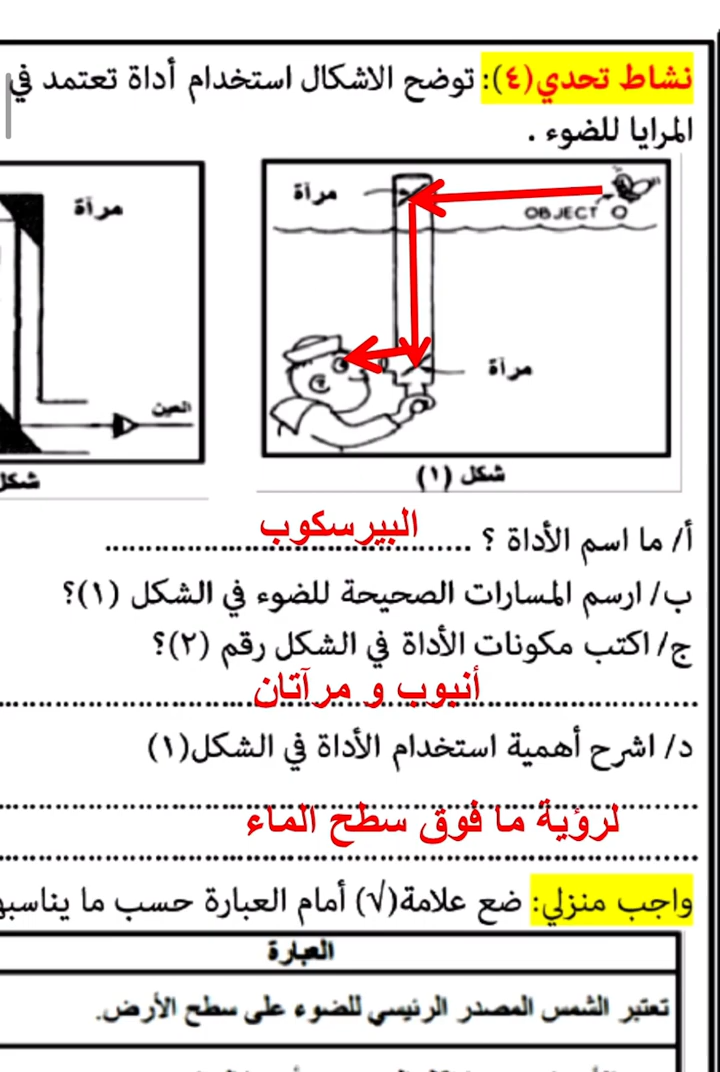 نشاط تحدي(٤): توضح الاشكال استخدام أداة تعتمد في
المرايا للضوء .
مرآة
OBJECT O
مرآة
شكل (١)
مرآة
العين
شكل
أ/ ما اسم الأداة ؟ البيرسكوب
ب/ ارسم المسارات الصحيحة للضوء في الشكل (١)؟
ج/ اكتب مكونات الأداة في الشكل رقم (٢)؟
أنبوب و مرآتان
د/ اشرح أهمية استخدام الأداة في الشكل(١)
لرؤية ما فوق سطح الماء
واجب منزلي: ضع علامة(√) أمام العبارة حسب ما يناسبه
العبارة
تعتبر الشمس المصدر الرئيسي للضوء على سطح الأرض.